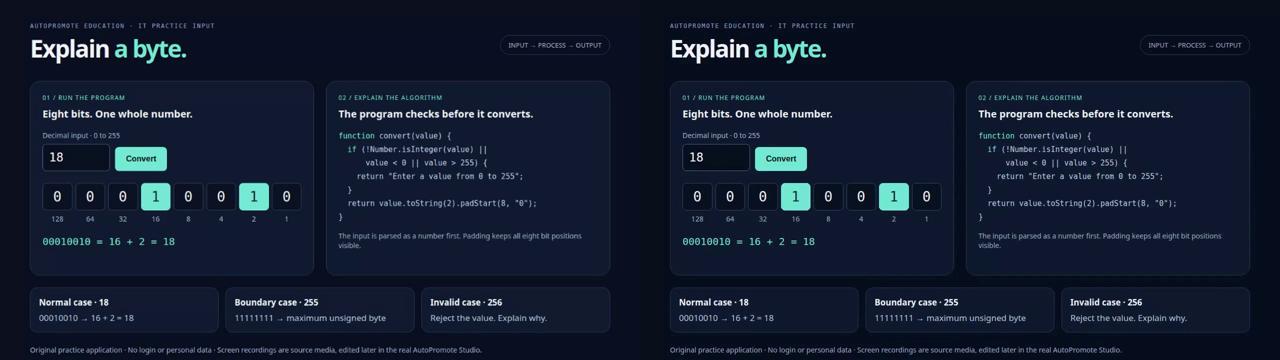 AUTOPROMOTE EDUCATION · IT PRACTICE INPUT
Explain a byte.
INPUT → PROCESS → OUTPUT
01 / RUN THE PROGRAM
Eight bits. One whole number.
Decimal input · 0 to 255
18
Convert
0 0 0 1 0 0 1 0
128 64 32 16 8 4 2 1
00010010 = 16 + 2 = 18
02 / EXPLAIN THE ALGORITHM
The program checks before it converts.
function convert(value) {
if (!Number.isInteger(value) ||
value < 0 || value > 255) {
return "Enter a value from 0 to 255";
}
return value.toString(2).padStart(8, "0");
}
The input is parsed as a number first. Padding keeps all eight bit positions
visible.
Normal case · 18
00010010 → 16 + 2 = 18
Boundary case · 255
11111111 → maximum unsigned byte
Invalid case · 256
Reject the value. Explain why.
Original practice application · No login or personal data · Screen recordings are source media, edited later in the real AutoPromote Studio.
AUTOPROMOTE EDUCATION · IT PRACTICE INPUT
Explain a byte.
INPUT → PROCESS → OUTPUT
01 / RUN THE PROGRAM
Eight bits. One whole number.
Decimal input · 0 to 255
18
Convert
0 0 0 1 0 0 1 0
128 64 32 16 8 4 2 1
00010010 = 16 + 2 = 18
02 / EXPLAIN THE ALGORITHM
The program checks before it converts.
function convert(value) {
if (!Number.isInteger(value) ||
value < 0 || value > 255) {
return "Enter a value from 0 to 255";
}
return value.toString(2).padStart(8, "0");
}
The input is parsed as a number first. Padding keeps all eight bit positions
visible.
Normal case · 18
00010010 → 16 + 2 = 18
Boundary case · 255
11111111 → maximum unsigned byte
Invalid case · 256
Reject the value. Explain why.
Original practice application · No login or personal data · Screen recordings are source media, edited later in the real AutoPromote Studio.